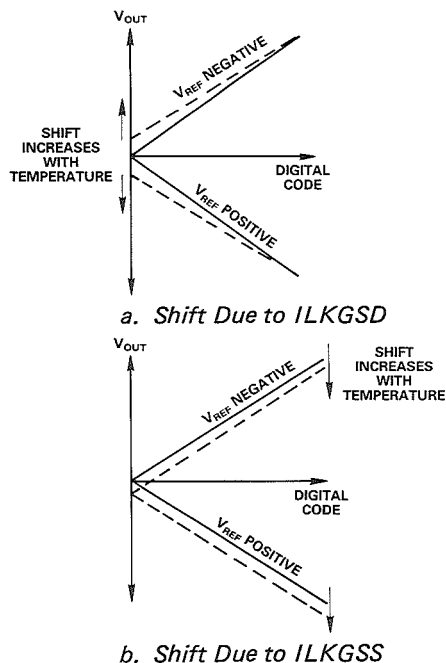 VOUT
VREF NEGATIVE
SHIFT
INCREASES
WITH
TEMPERATURE
DIGITAL
CODE
VREF POSITIVE
a. Shift Due to ILKGSD
VOUT
SHIFT
INCREASES
WITH
TEMPERATURE
VREF NEGATIVE
DIGITAL
CODE
VREF POSITIVE
b. Shift Due to ILKGSS